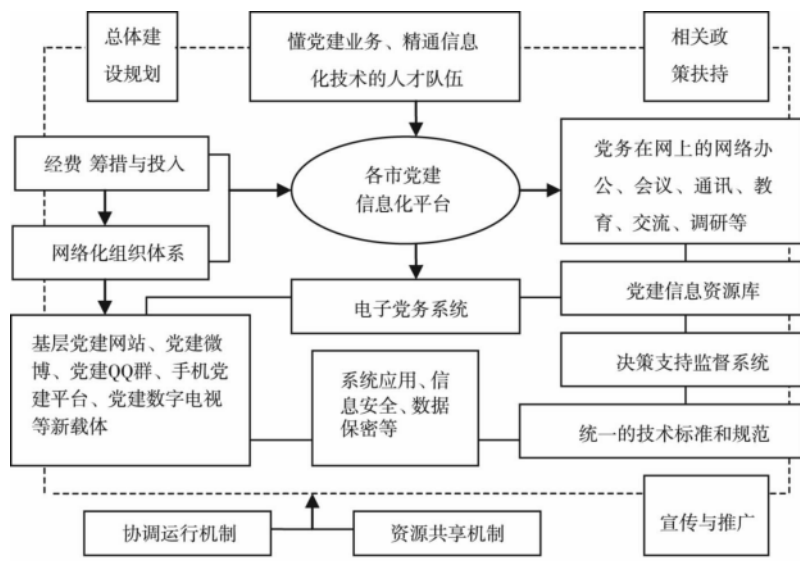 总体建
设规划
懂党建业务、精通信息
化技术的人才队伍
相关政
策扶持
经费 筹措与投入
各市党建
信息化平台
党务在网上的网络办
公、会议、通讯、教
育、交流、调研等
网络化组织体系
电子党务系统
党建信息资源库
基层党建网站、党建微
博、党建QQ群、手机党
建平台、党建数字电视
等新载体
系统应用、信
息安全、数据
保密等
决策支持监督系统
统一的技术标准和规范
协调运行机制
资源共享机制
宣传与推广